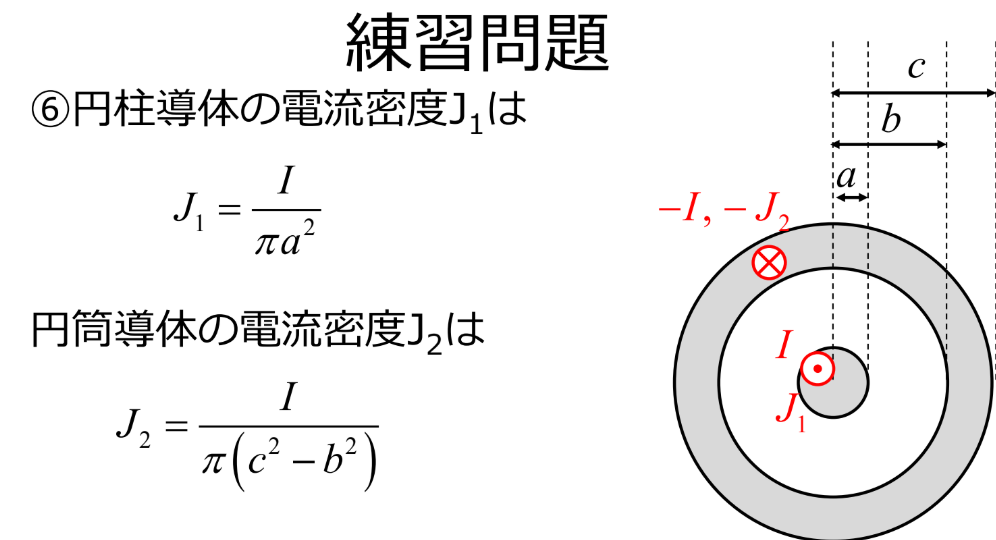 練習問題
⑥円柱導体の電流密度J₁は
J₁ = I / πa²
円筒導体の電流密度J₂は
J₂ = I / π(c² − b²)
c
b
a
−I, −J₂
I
J₁